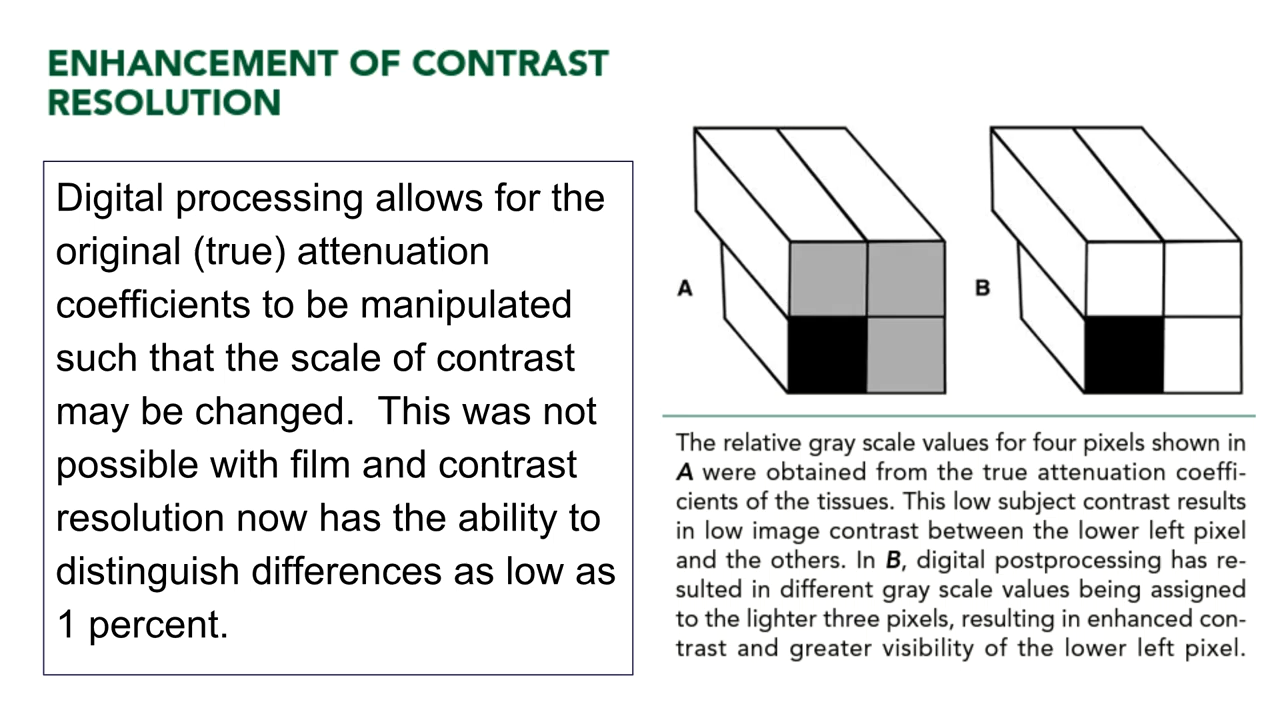 ENHANCEMENT OF CONTRAST
RESOLUTION
Digital processing allows for the
original (true) attenuation
coefficients to be manipulated
such that the scale of contrast
may be changed.  This was not
possible with film and contrast
resolution now has the ability to
distinguish differences as low as
1 percent.
A
B
The relative gray scale values for four pixels shown in
A were obtained from the true attenuation coeffi-
cients of the tissues. This low subject contrast results
in low image contrast between the lower left pixel
and the others. In B, digital postprocessing has re-
sulted in different gray scale values being assigned
to the lighter three pixels, resulting in enhanced con-
trast and greater visibility of the lower left pixel.